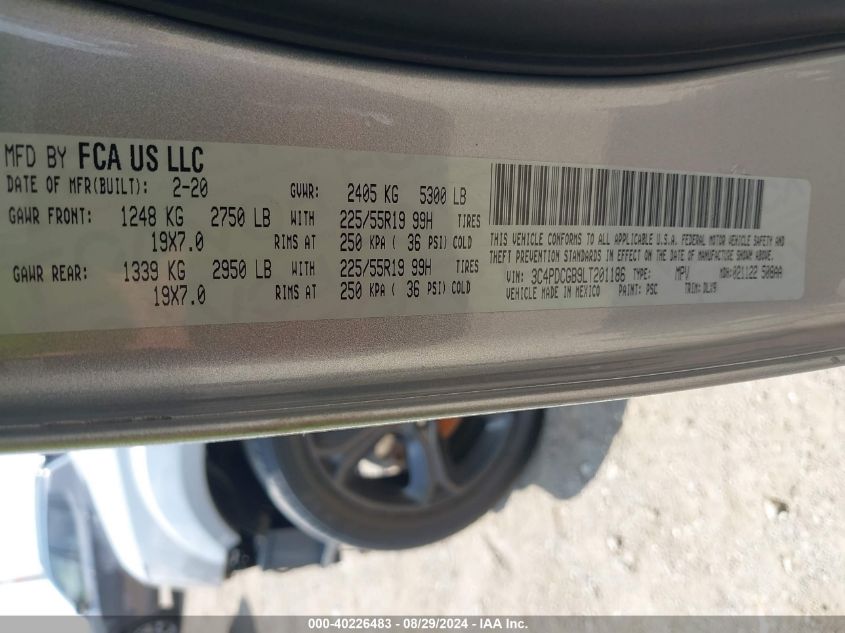 MFD BY FCA US LLC
DATE OF MFR(BUILT): 2-20 GVWR: 2405 KG 5300 LB
GAWR FRONT: 1248 KG 2750 LB WITH 225/55R19 99H TIRES
19X7.0 RIMS AT 250 KPA ( 36 PSI) COLD
GAWR REAR: 1339 KG 2950 LB WITH 225/55R19 99H TIRES
19X7.0 RIMS AT 250 KPA ( 36 PSI) COLD
THIS VEHICLE CONFORMS TO ALL APPLICABLE U.S.A. FEDERAL MOTOR VEHICLE SAFETY AND
THEFT PREVENTION STANDARDS IN EFFECT ON THE DATE OF MANUFACTURE SHOWN ABOVE.
VIN: 3C4PDCGB9LT201186 TYPE: MPV MDH:021122 508AA
VEHICLE MADE IN MEXICO PAINT: PSC TRIM: DLX9
000-40226483 - 08/29/2024 - IAA Inc.